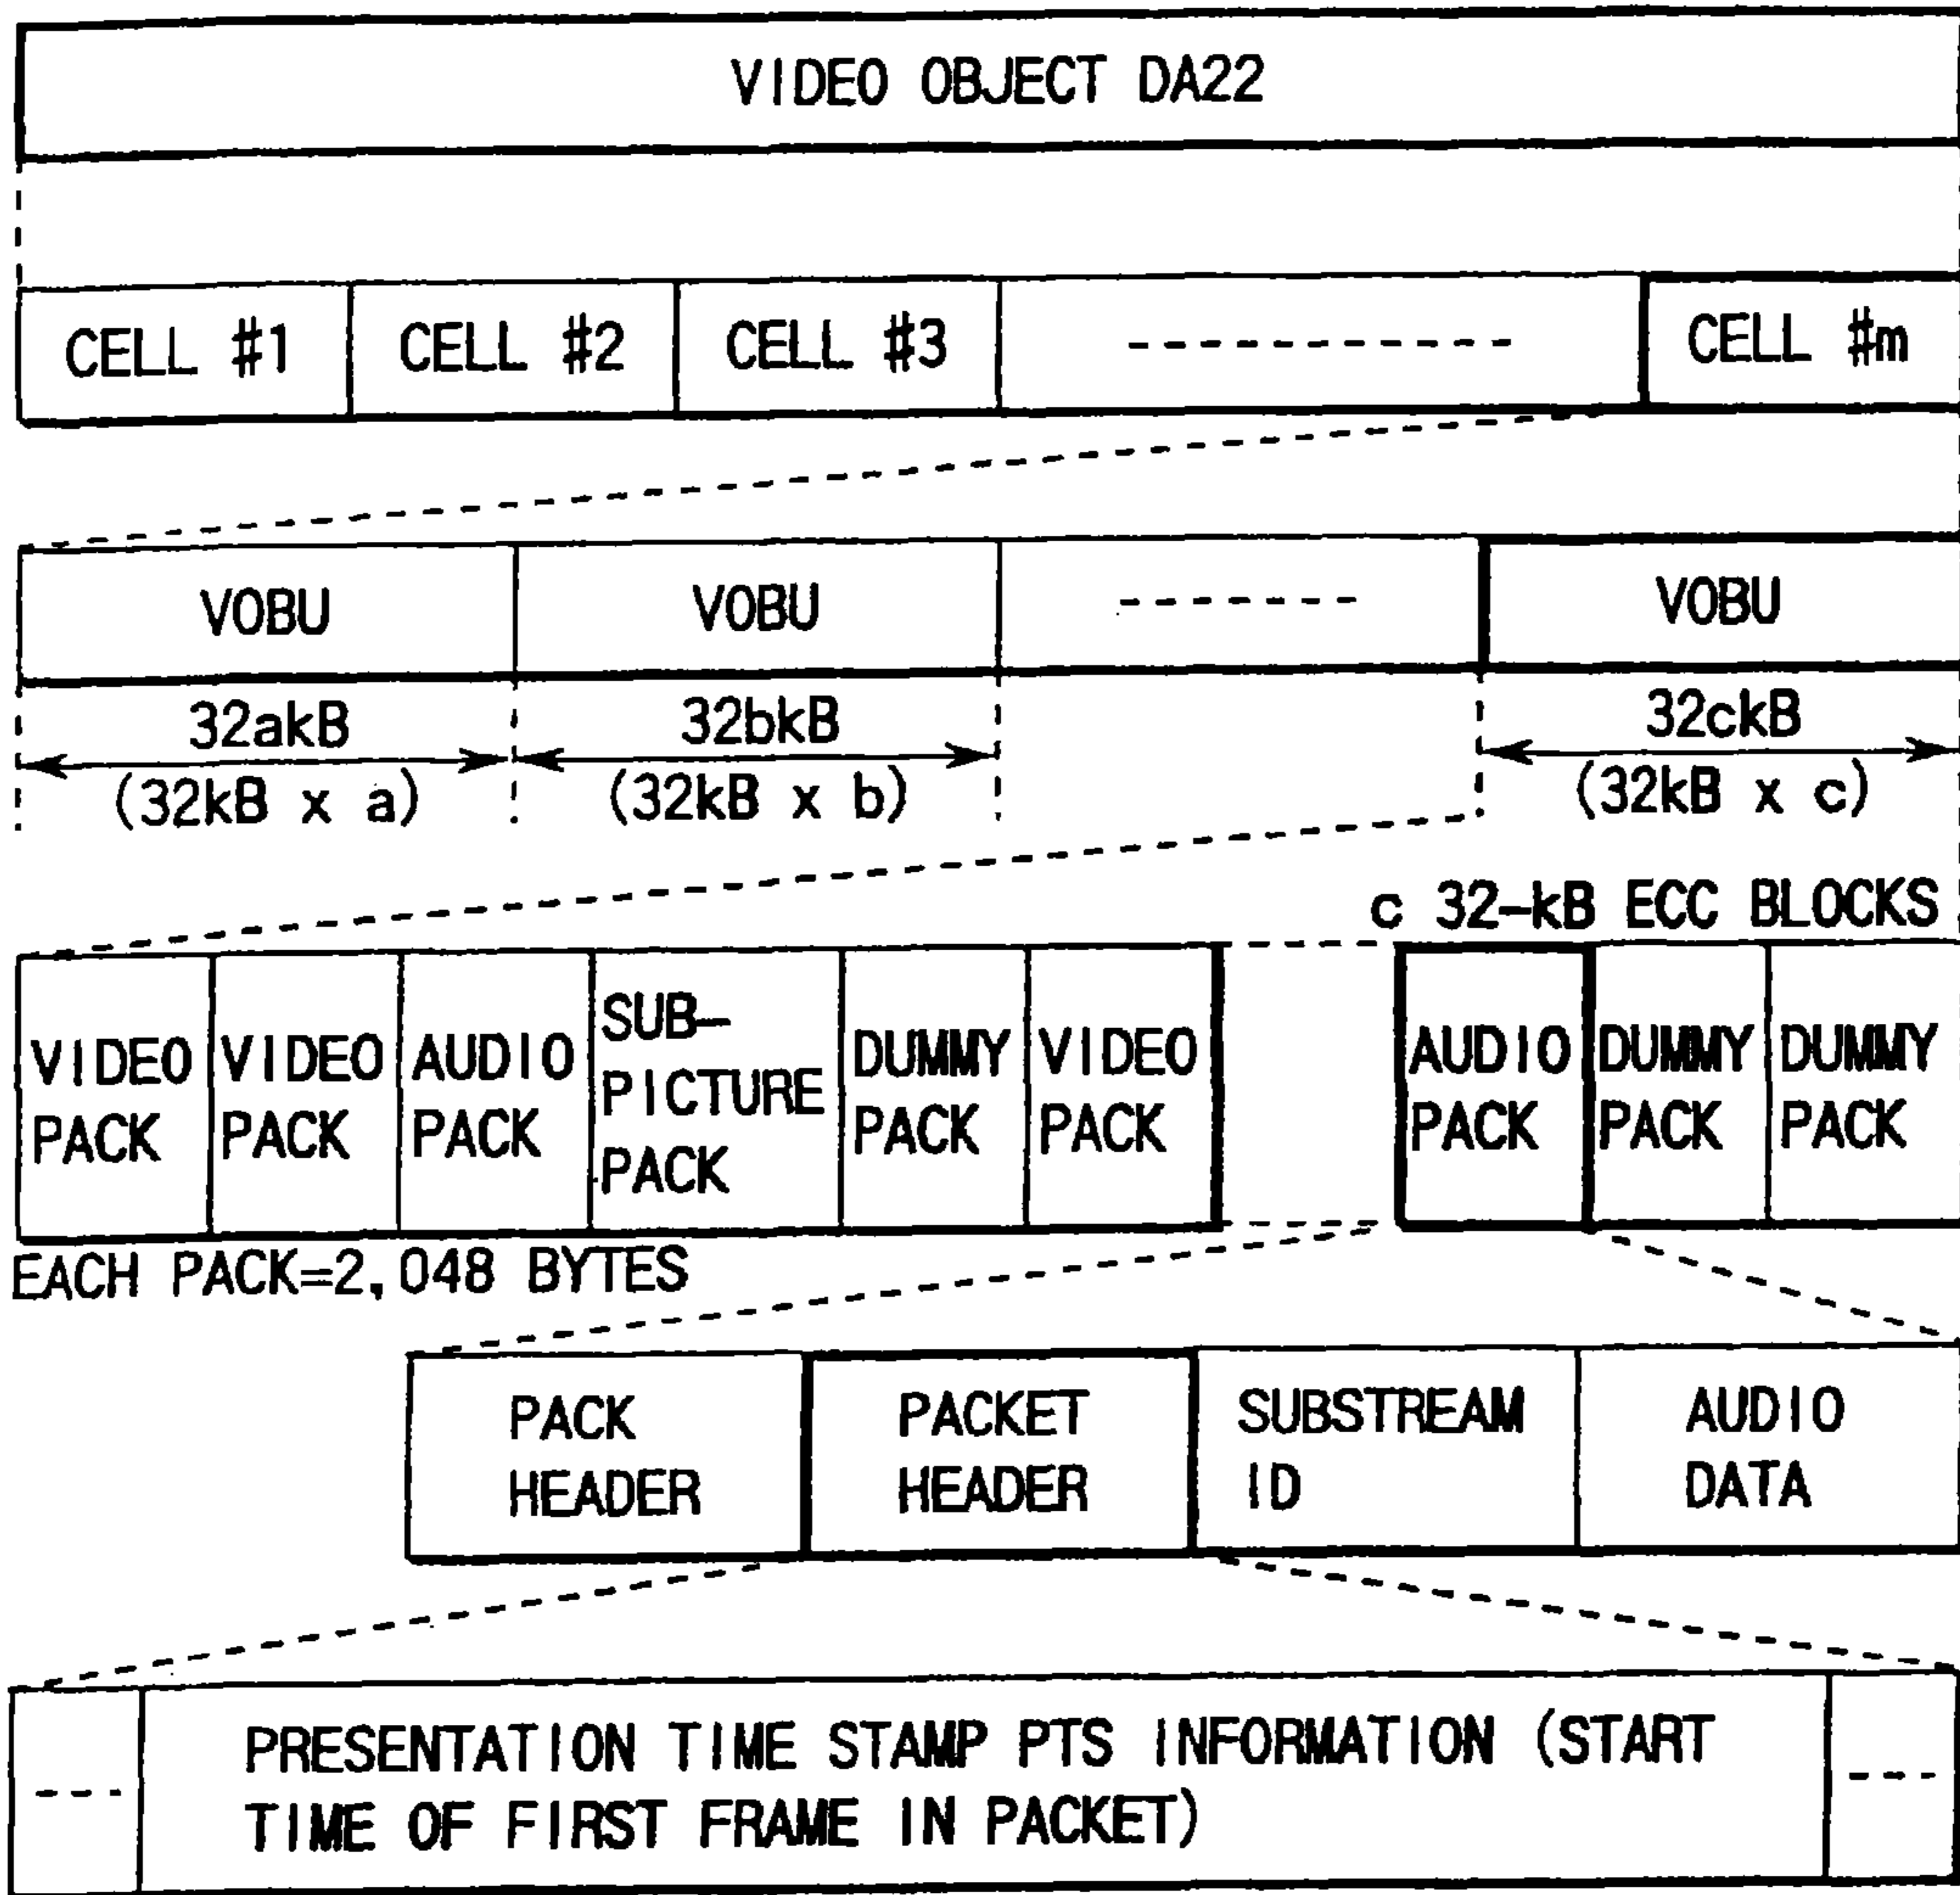 VIDEO OBJECT DA22
CELL #1 CELL #2 CELL #3 ----------- CELL #m
VOBU VOBU ------- VOBU
32akB 32bkB 32ckB
(32kB x a) (32kB x b) (32kB x c)
c 32-kB ECC BLOCKS
VIDEO PACK
VIDEO PACK
AUDIO PACK
SUB-
PICTURE
PACK
DUMMY PACK
VIDEO PACK
AUDIO PACK
DUMMY PACK
DUMMY PACK
EACH PACK=2,048 BYTES
PACK
HEADER
PACKET
HEADER
SUBSTREAM
ID
AUDIO
DATA
--- PRESENTATION TIME STAMP PTS INFORMATION (START ---
TIME OF FIRST FRAME IN PACKET)